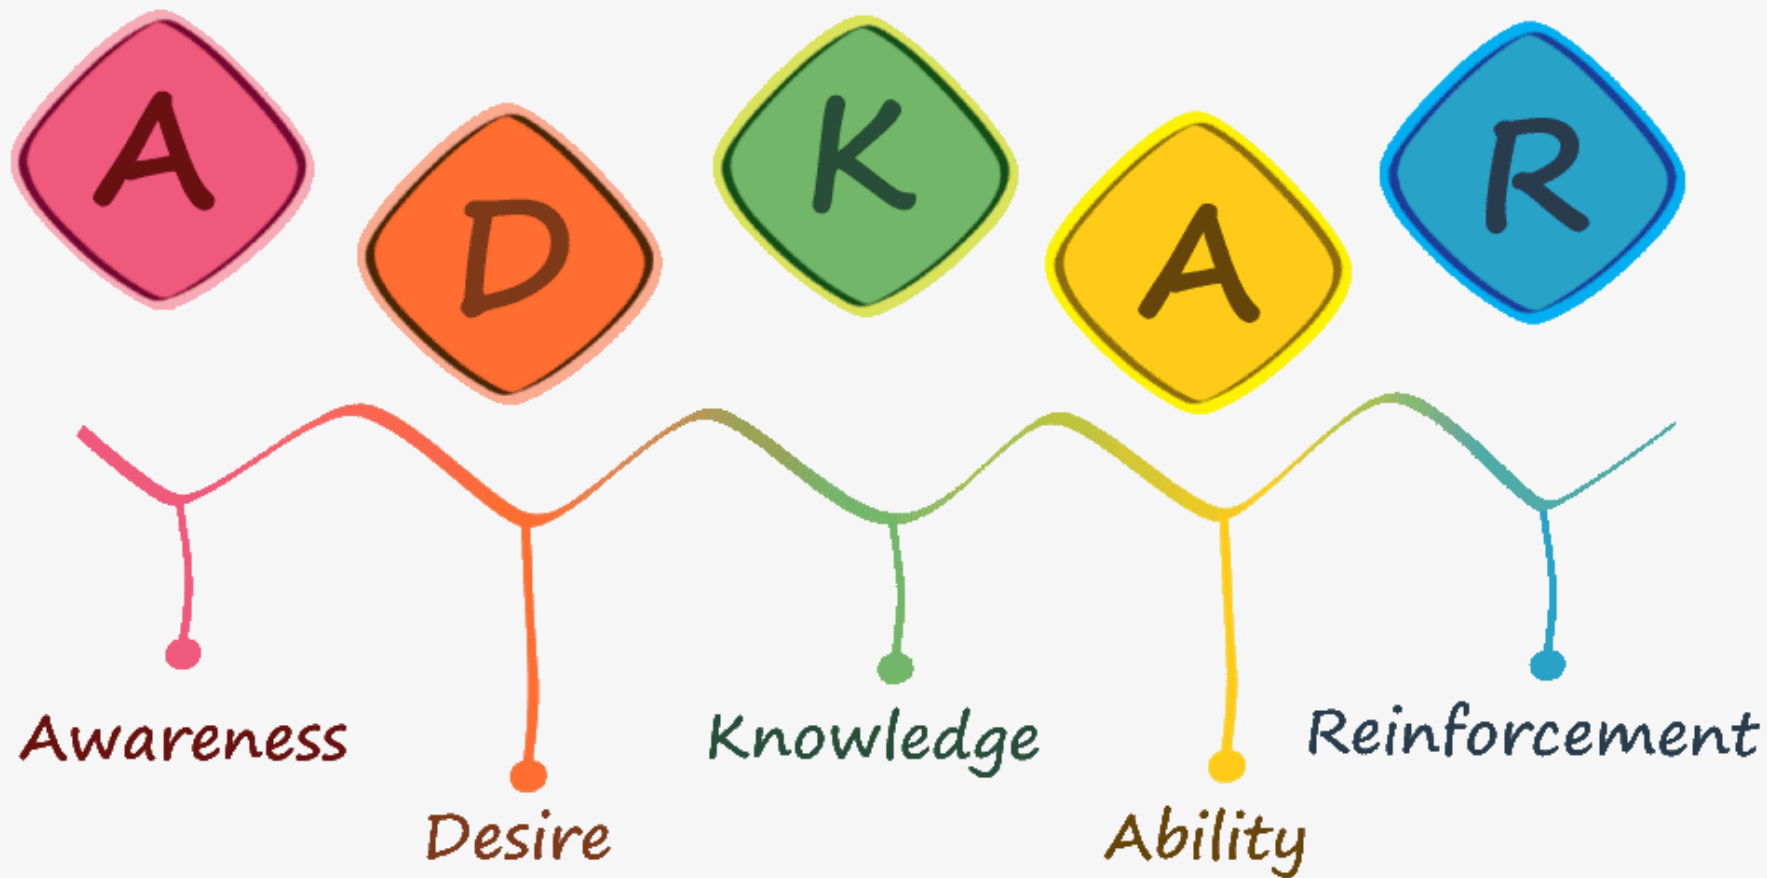 A
D
K
A
R
Awareness
Desire
Knowledge
Ability
Reinforcement